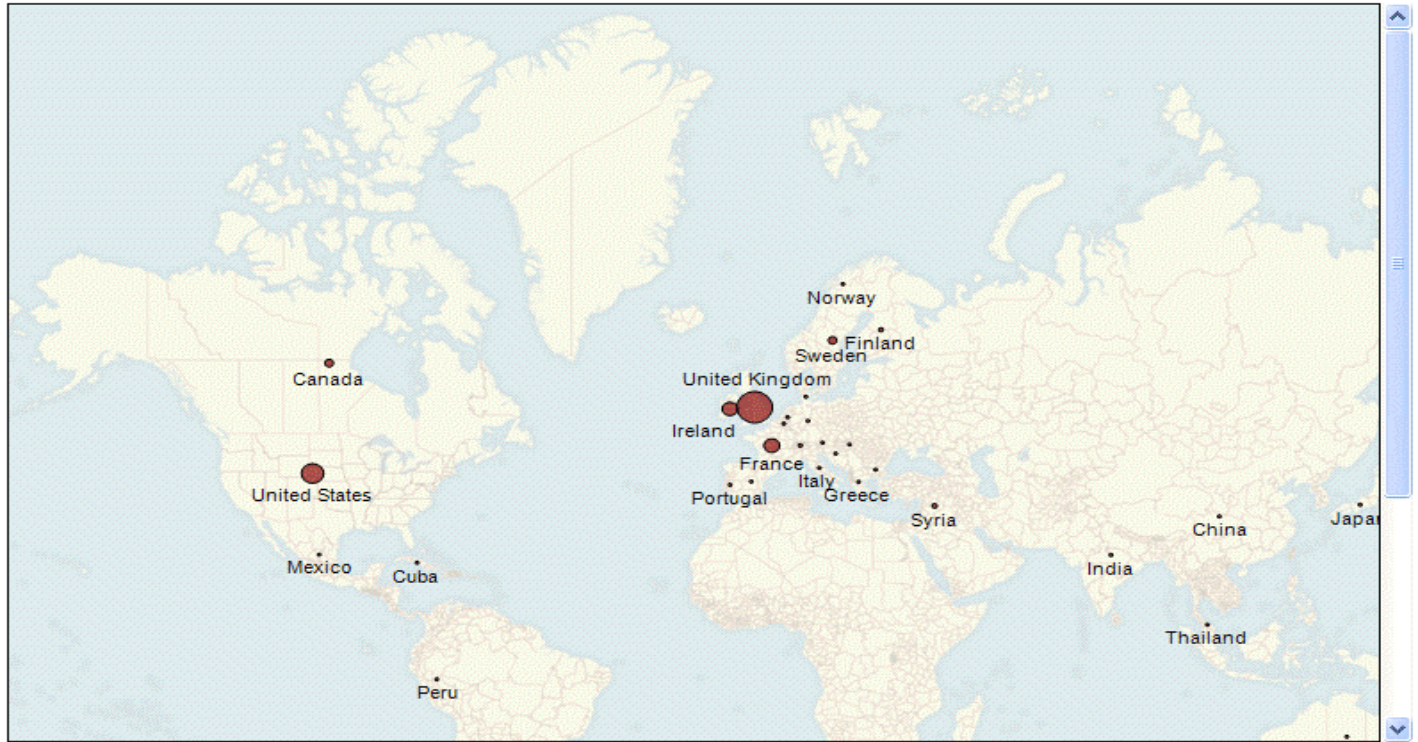 Norway
Finland
Sweden
Canada
United Kingdom
Ireland
France
Italy
United States
Portugal
Greece
Syria
Japan
China
Mexico
India
Cuba
Thailand
Peru